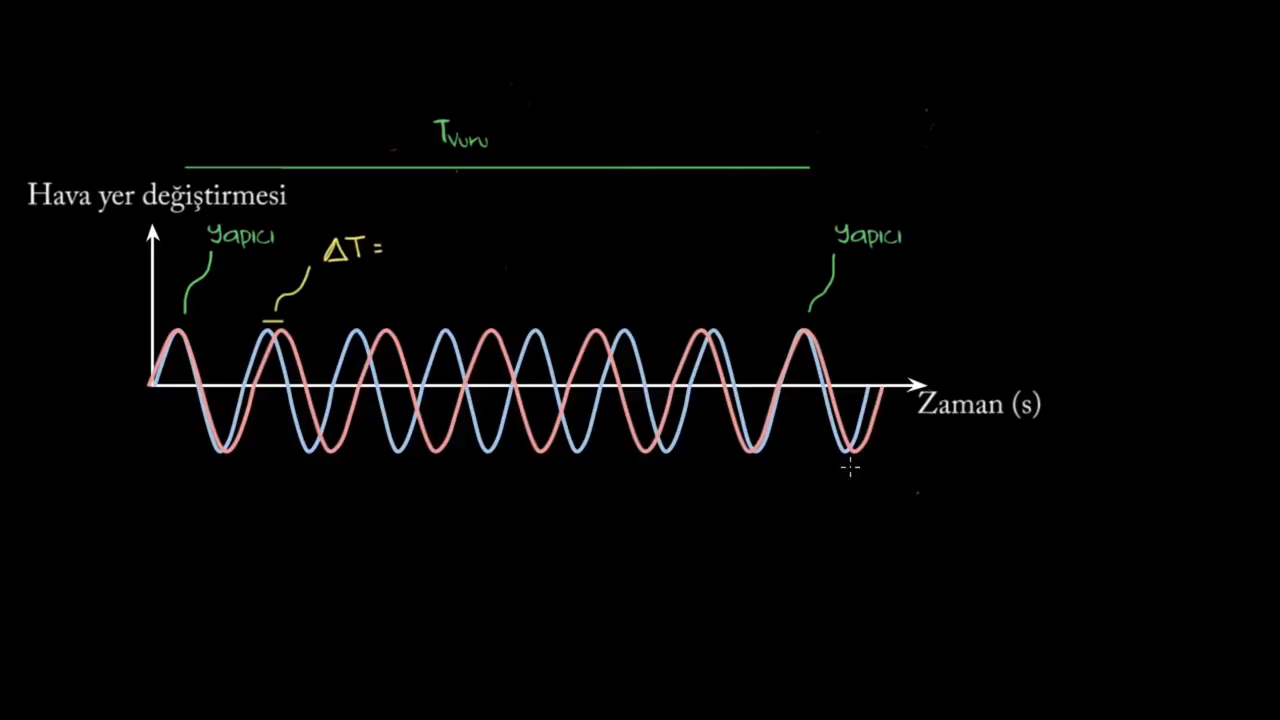 Tvuru
Hava yer değiştirmesi
yapıcı
ΔT =
yapıcı
Zaman (s)